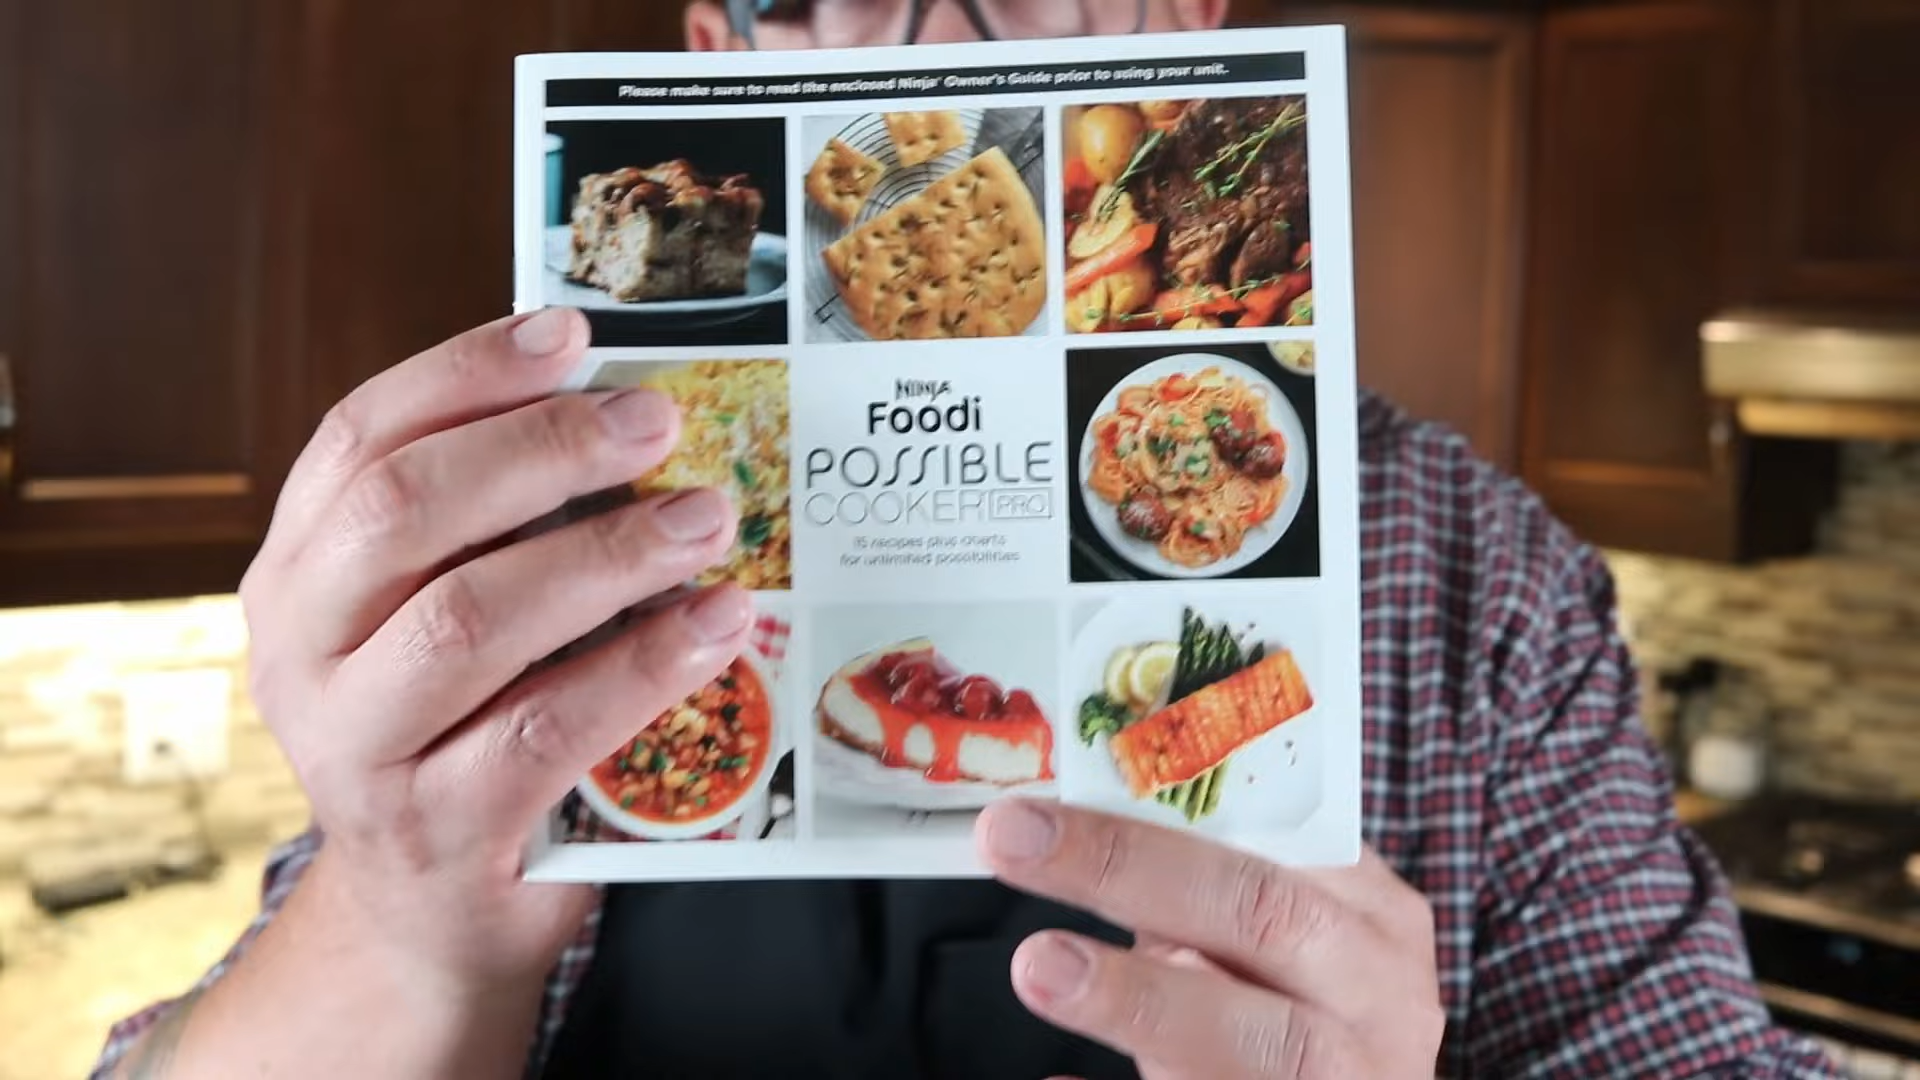 Please make sure to read the enclosed Ninja® Owner's Guide prior to using your unit.
NINJA
Foodi
POSSIBLE
COOKER PRO
15 recipes plus charts
for unlimited possibilities